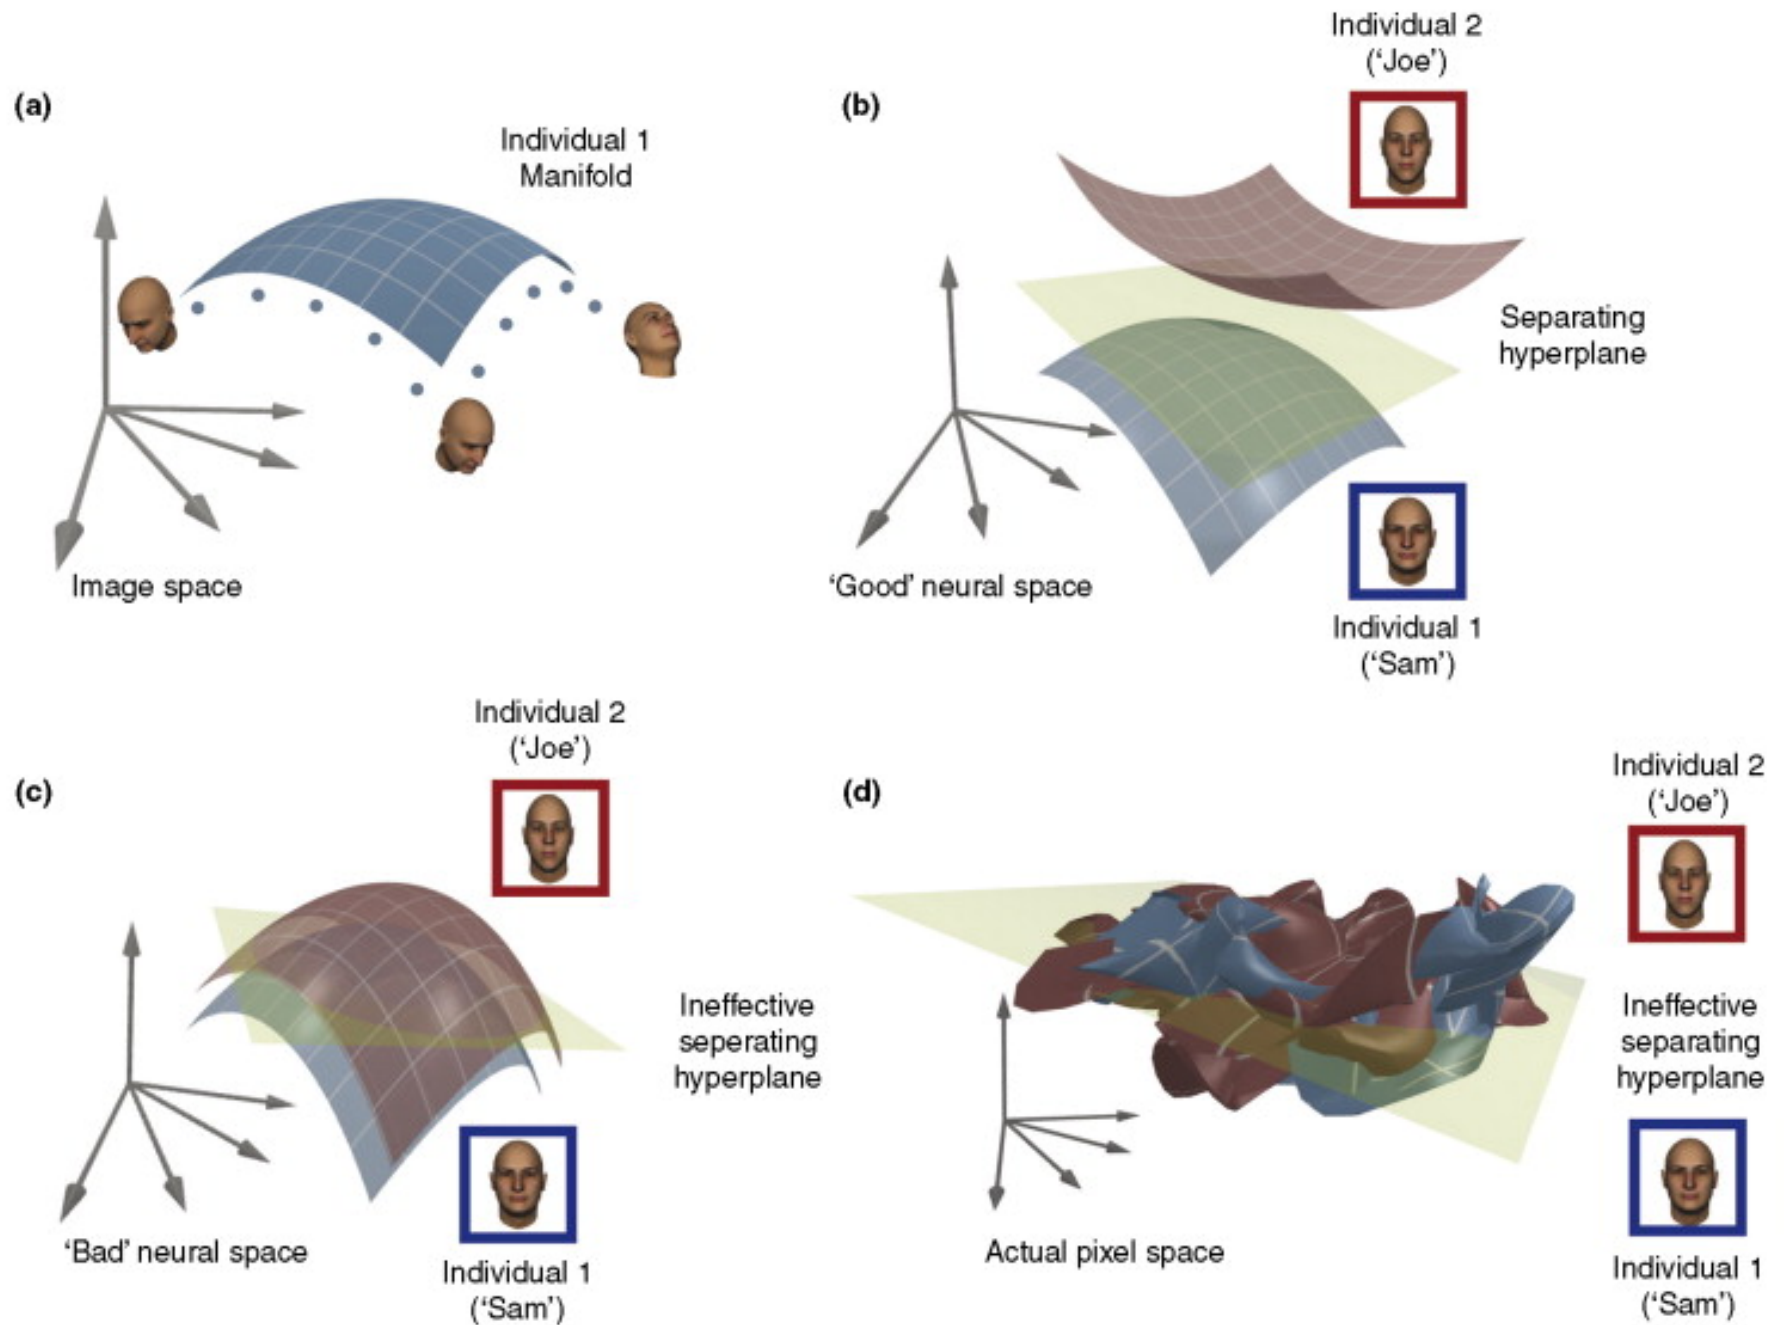 (a)
Individual 1
Manifold
Image space
(b)
Individual 2
(‘Joe’)
Separating
hyperplane
‘Good’ neural space
Individual 1
(‘Sam’)
(c)
Individual 2
(‘Joe’)
Ineffective
seperating
hyperplane
‘Bad’ neural space
Individual 1
(‘Sam’)
(d)
Individual 2
(‘Joe’)
Ineffective
separating
hyperplane
Actual pixel space
Individual 1
(‘Sam’)